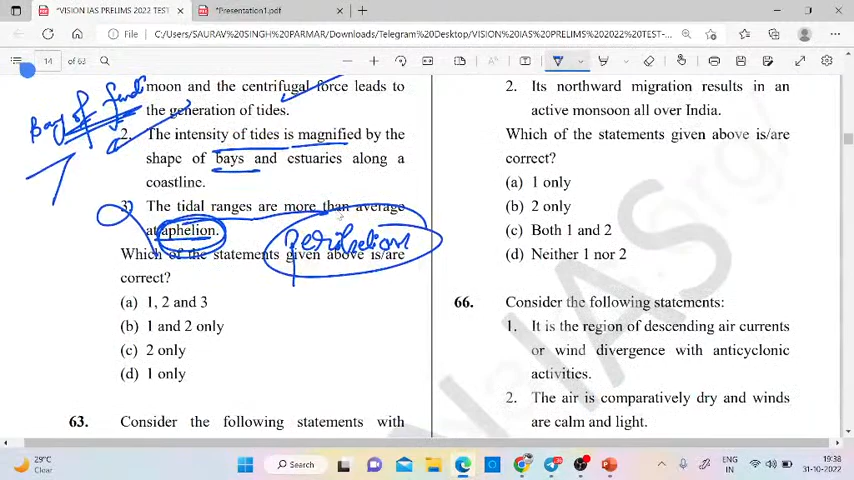 *VISION IAS PRELIMS 2022 TEST-
*Presentation1.pdf
File
C:/Users/SAURAV%20SINGH%20PARMAR/Downloads/Telegram%20Desktop/VISION%20IAS%20PRELIMS%202022%20TEST-...
14 of 63
Bay of fundi
moon and the centrifugal force leads to
the generation of tides.
2. The intensity of tides is magnified by the
shape of bays and estuaries along a
coastline.
3) The tidal ranges are more than average
at aphelion.
perihelion
Which of the statements given above is/are
correct?
(a) 1, 2 and 3
(b) 1 and 2 only
(c) 2 only
(d) 1 only
63. Consider the following statements with
2. Its northward migration results in an
active monsoon all over India.
Which of the statements given above is/are
correct?
(a) 1 only
(b) 2 only
(c) Both 1 and 2
(d) Neither 1 nor 2
66. Consider the following statements:
1. It is the region of descending air currents
or wind divergence with anticyclonic
activities.
2. The air is comparatively dry and winds
are calm and light.
29°C
Clear
Search
ENG
IN
19:38
31-10-2022